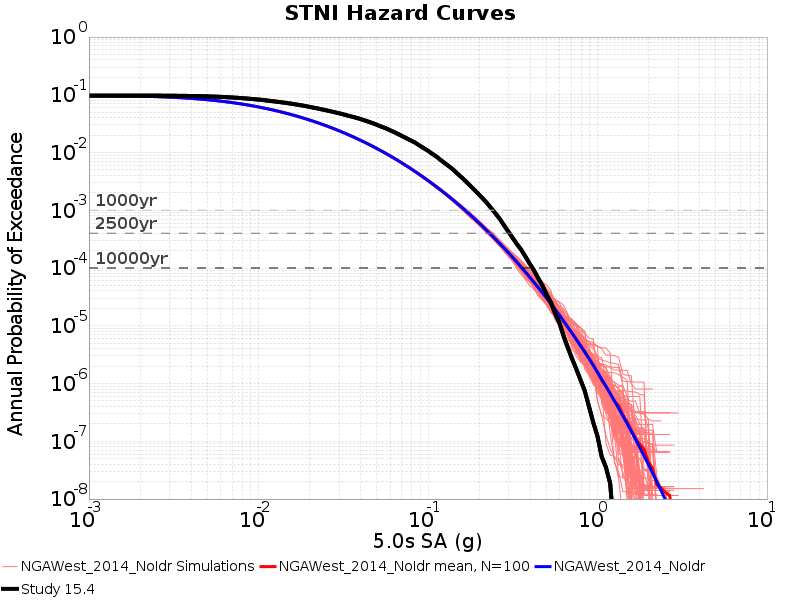 STNI Hazard Curves
10^0
10^-1
10^-2
10^-3
10^-4
10^-5
10^-6
10^-7
10^-8
Annual Probability of Exceedance
1000yr
2500yr
10000yr
10^-3 10^-2 10^-1 10^0 10^1
5.0s SA (g)
NGAWest_2014_NoIdr Simulations NGAWest_2014_NoIdr mean, N=100 NGAWest_2014_NoIdr
Study 15.4